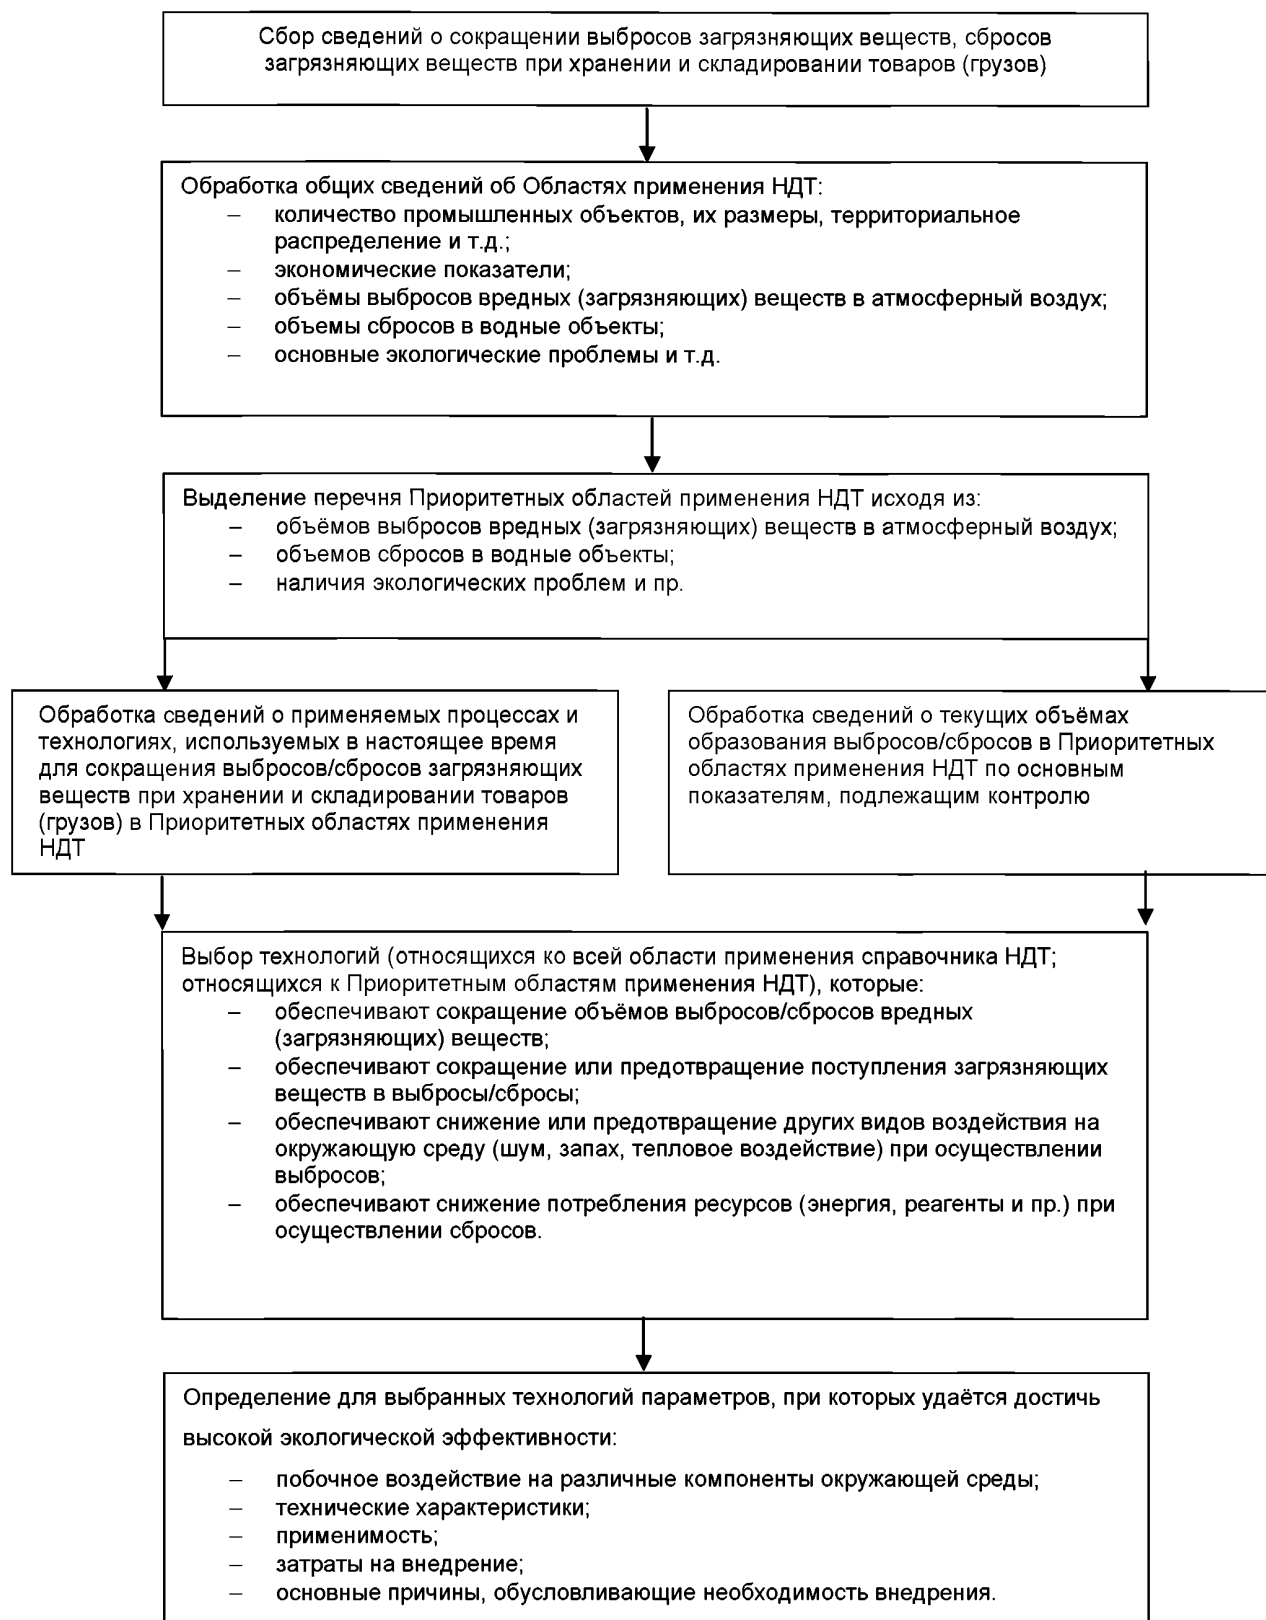 Сбор сведений о сокращении выбросов загрязняющих веществ, сбросов
загрязняющих веществ при хранении и складировании товаров (грузов)
Обработка общих сведений об Областях применения НДТ:
– количество промышленных объектов, их размеры, территориальное
распределение и т.д.;
– экономические показатели;
– объёмы выбросов вредных (загрязняющих) веществ в атмосферный воздух;
– объемы сбросов в водные объекты;
– основные экологические проблемы и т.д.
Выделение перечня Приоритетных областей применения НДТ исходя из:
– объёмов выбросов вредных (загрязняющих) веществ в атмосферный воздух;
– объемов сбросов в водные объекты;
– наличия экологических проблем и пр.
Обработка сведений о применяемых процессах и
технологиях, используемых в настоящее время
для сокращения выбросов/сбросов загрязняющих
веществ при хранении и складировании товаров
(грузов) в Приоритетных областях применения
НДТ
Обработка сведений о текущих объёмах
образования выбросов/сбросов в Приоритетных
областях применения НДТ по основным
показателям, подлежащим контролю
Выбор технологий (относящихся ко всей области применения справочника НДТ;
относящихся к Приоритетным областям применения НДТ), которые:
– обеспечивают сокращение объёмов выбросов/сбросов вредных
(загрязняющих) веществ;
– обеспечивают сокращение или предотвращение поступления загрязняющих
веществ в выбросы/сбросы;
– обеспечивают снижение или предотвращение других видов воздействия на
окружающую среду (шум, запах, тепловое воздействие) при осуществлении
выбросов;
– обеспечивают снижение потребления ресурсов (энергия, реагенты и пр.) при
осуществлении сбросов.
Определение для выбранных технологий параметров, при которых удаётся достичь
высокой экологической эффективности:
– побочное воздействие на различные компоненты окружающей среды;
– технические характеристики;
– применимость;
– затраты на внедрение;
– основные причины, обусловливающие необходимость внедрения.